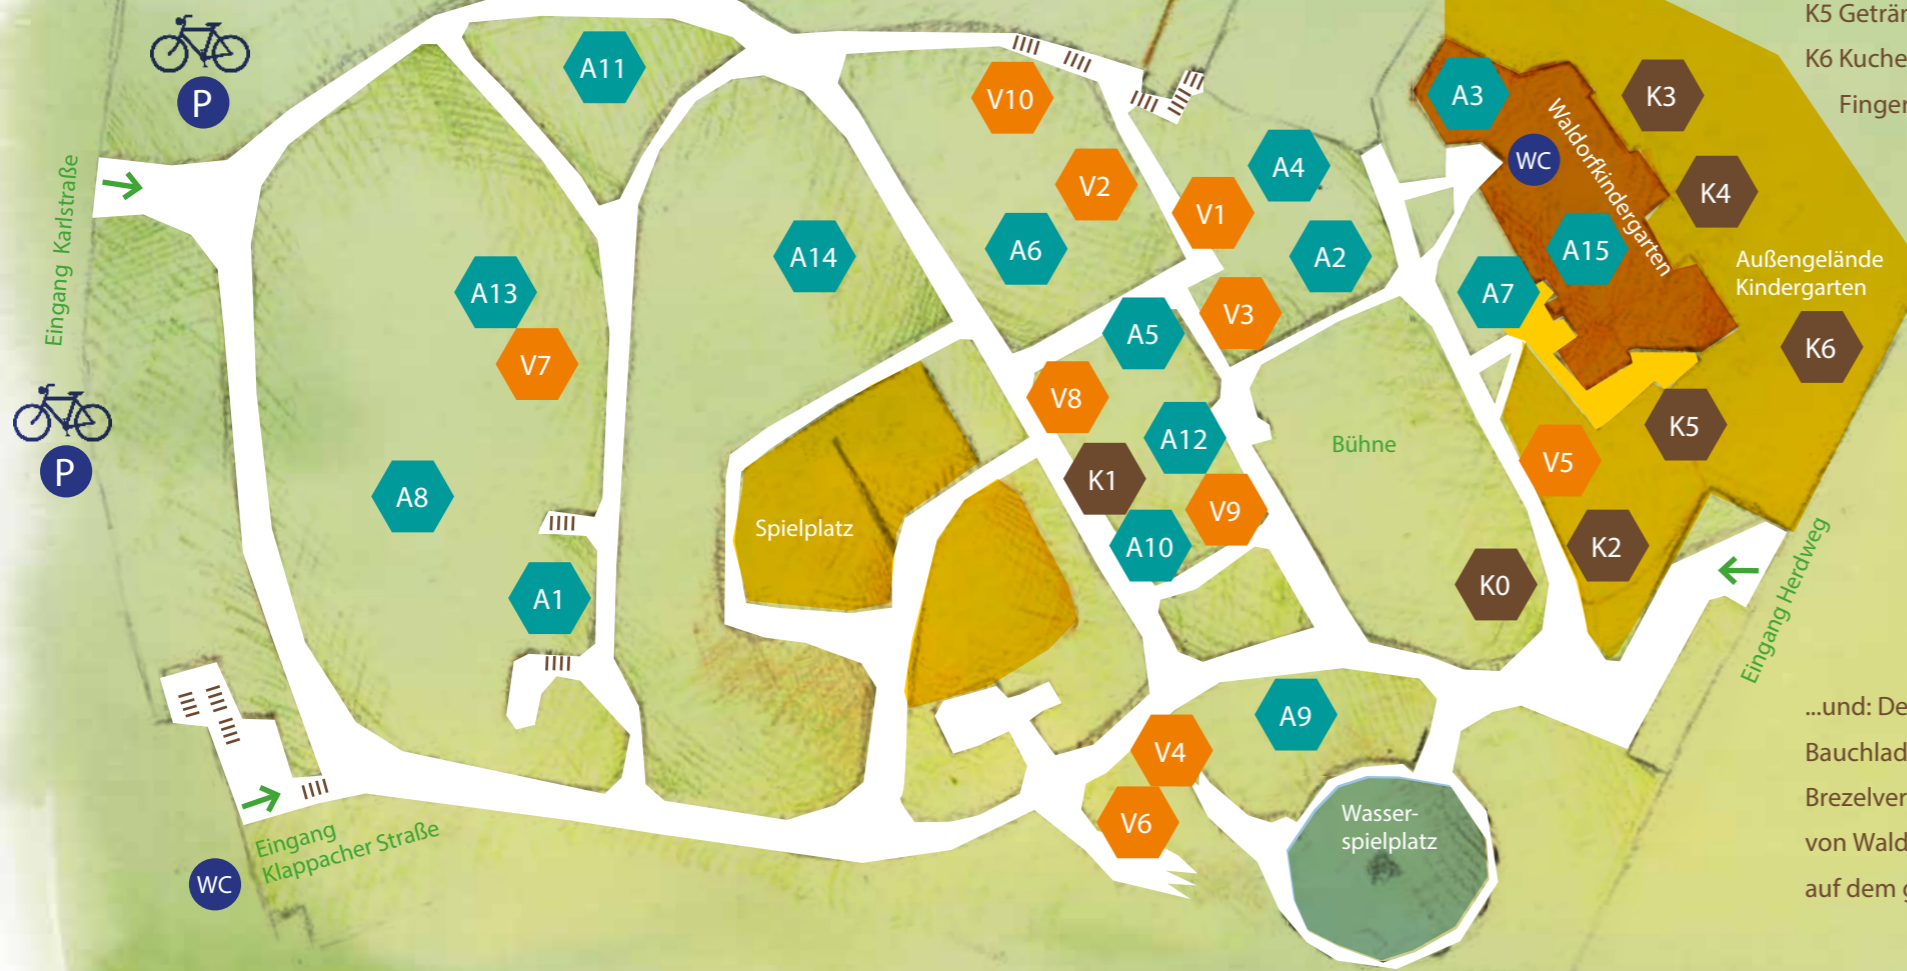 K5 Geträn
K6 Kuche
Finger
P
A11
V10
A3
K3
Waldorfkindergarten
WC
K4
A4
V2
V1
Eingang Karlstraße
A6
A14
A2
A15
Außengelände
Kindergarten
A13
A7
V3
A5
K6
V7
V8
A12
Bühne
K5
P
V5
K1
A8
V9
Spielplatz
A10
K2
K0
A1
Eingang Herdweg
A9
V4
V6
Wasser-
spielplatz
Eingang
Klappacher Straße
WC
...und: De
Bauchlad
Brezelver
von Wald
auf dem g